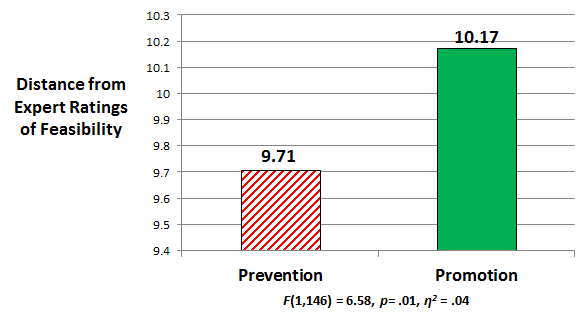 Distance from
Expert Ratings
of Feasibility
10.3
10.2
10.1
10
9.9
9.8
9.7
9.6
9.5
9.4
9.71
10.17
Prevention
Promotion
F(1,146) = 6.58, p= .01, η² = .04